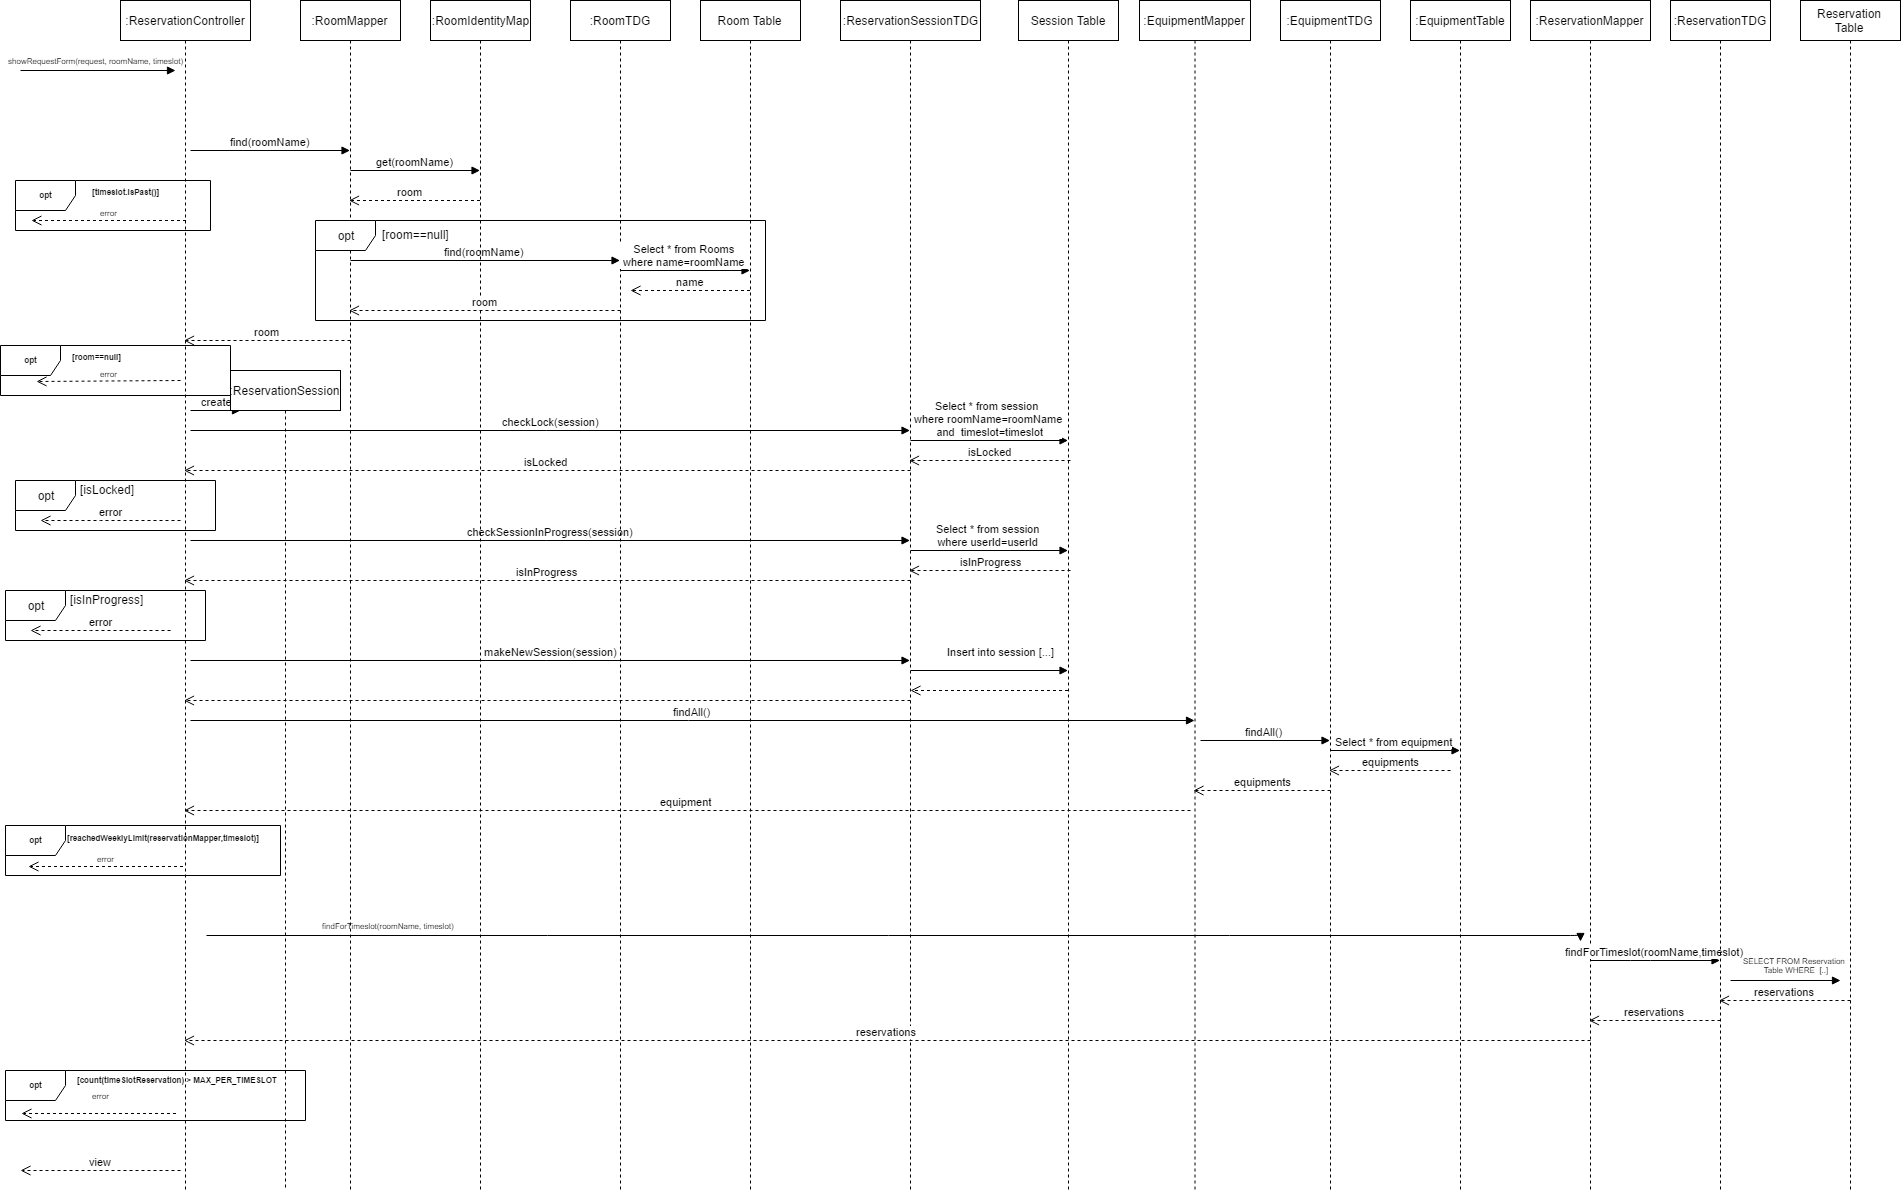 :ReservationController
:RoomMapper
:RoomIdentityMap
:RoomTDG
Room Table
:ReservationSessionTDG
Session Table
:EquipmentMapper
:EquipmentTDG
:EquipmentTable
:ReservationMapper
:ReservationTDG
Reservation
Table
showRequestForm(request, roomName, timeslot)
find(roomName)
get(roomName)
opt
[timeslot.isPast()]
room
error
opt
[room==null]
find(roomName)
Select * from Rooms
where name=roomName
name
room
room
opt
[room==null]
error
:ReservationSession
create
checkLock(session)
Select * from session
where roomName=roomName
and  timeslot=timeslot
isLocked
isLocked
opt
[isLocked]
error
checkSessionInProgress(session)
Select * from session
where userId=userId
isInProgress
isInProgress
opt
[isInProgress]
error
makeNewSession(session)
Insert into session [...]
findAll()
findAll()
Select * from equipment
equipments
equipments
equipment
opt
[reachedWeeklyLimit(reservationMapper,timeslot)]
error
findForTimeslot(roomName, timeslot)
findForTimeslot(roomName,timeslot)
SELECT FROM Reservation
Table WHERE  [..]
reservations
reservations
reservations
opt
[count(timeSlotReservation) > MAX_PER_TIMESLOT
error
view